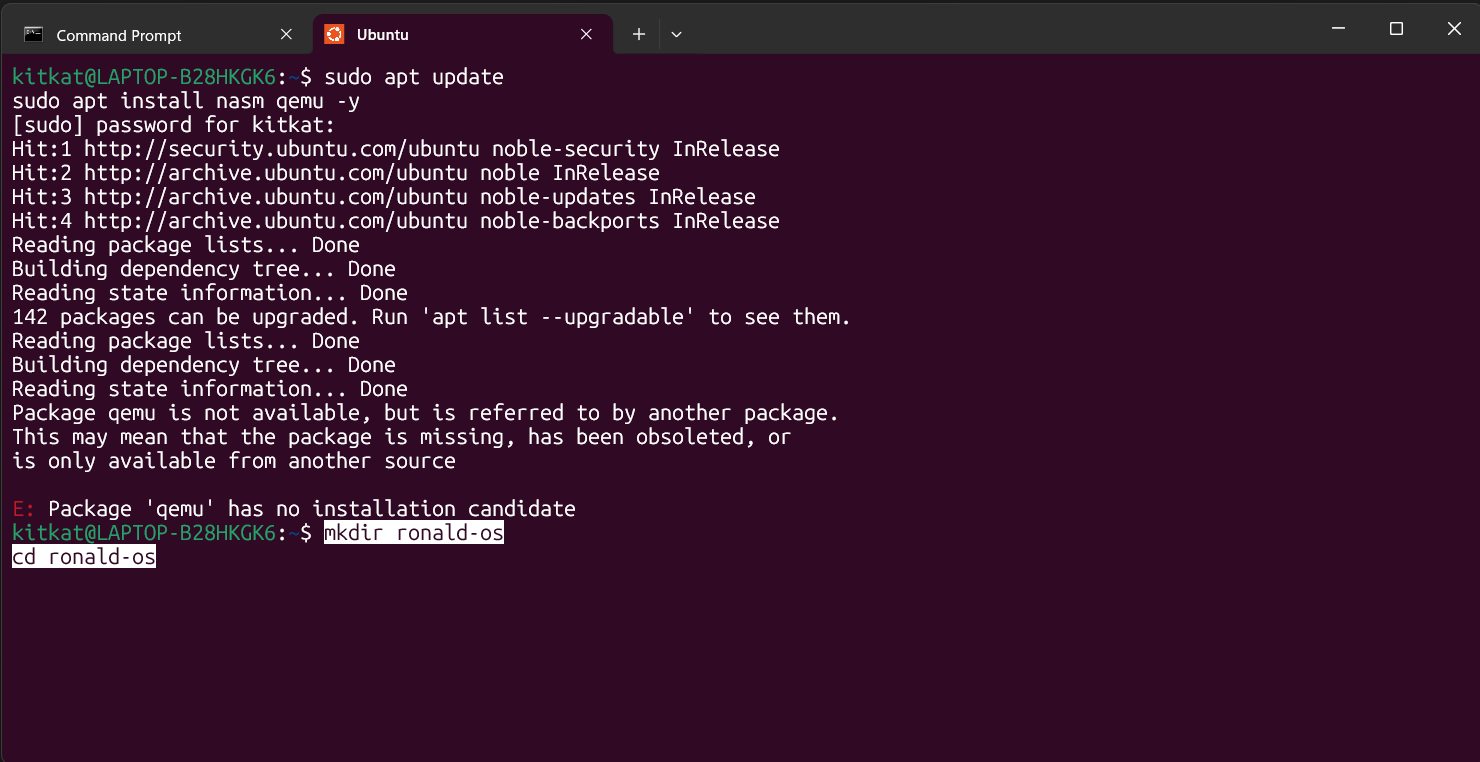 Command Prompt
Ubuntu
kitkat@LAPTOP-B28HKGK6:~$ sudo apt update
sudo apt install nasm qemu -y
[sudo] password for kitkat:
Hit:1 http://security.ubuntu.com/ubuntu noble-security InRelease
Hit:2 http://archive.ubuntu.com/ubuntu noble InRelease
Hit:3 http://archive.ubuntu.com/ubuntu noble-updates InRelease
Hit:4 http://archive.ubuntu.com/ubuntu noble-backports InRelease
Reading package lists... Done
Building dependency tree... Done
Reading state information... Done
142 packages can be upgraded. Run 'apt list --upgradable' to see them.
Reading package lists... Done
Building dependency tree... Done
Reading state information... Done
Package qemu is not available, but is referred to by another package.
This may mean that the package is missing, has been obsoleted, or
is only available from another source
E: Package 'qemu' has no installation candidate
kitkat@LAPTOP-B28HKGK6:~$ mkdir ronald-os
cd ronald-os